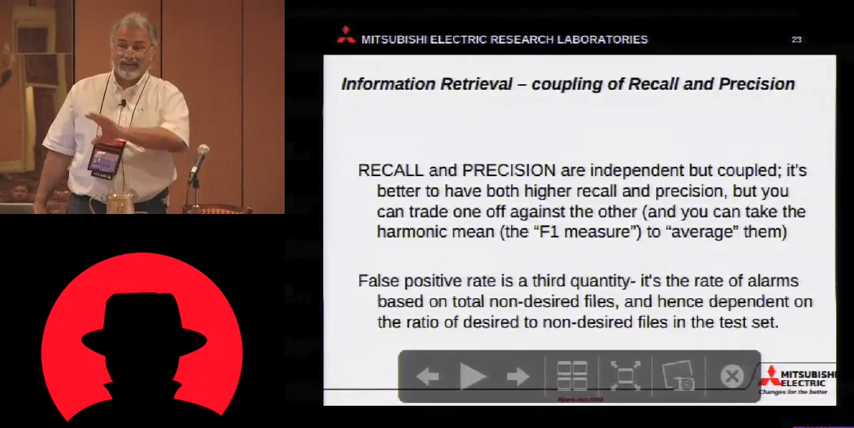 MITSUBISHI ELECTRIC RESEARCH LABORATORIES
23
Information Retrieval – coupling of Recall and Precision
RECALL and PRECISION are independent but coupled; it's
better to have both higher recall and precision, but you
can trade one off against the other (and you can take the
harmonic mean (the “F1 measure”) to “average” them)
False positive rate is a third quantity- it's the rate of alarms
based on total non-desired files, and hence dependent on
the ratio of desired to non-desired files in the test set.
MITSUBISHI
ELECTRIC
Changes for the better